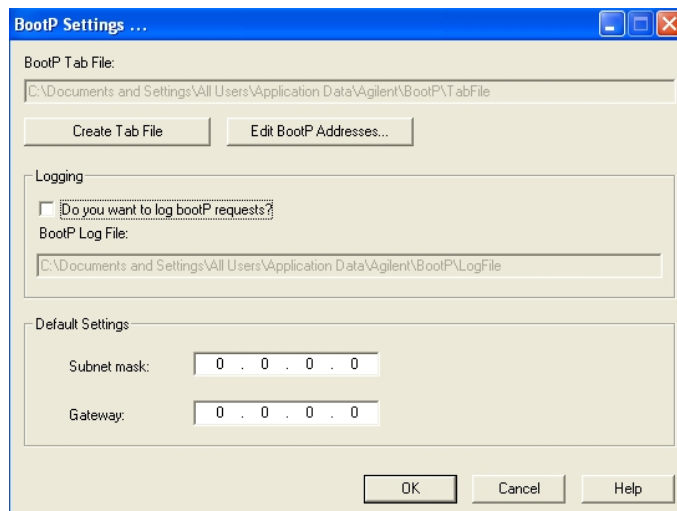 BootP Settings ...
BootP Tab File:
C:\Documents and Settings\All Users\Application Data\Agilent\BootP\TabFile
Create Tab File Edit BootP Addresses...
Logging
Do you want to log bootP requests?
BootP Log File:
C:\Documents and Settings\All Users\Application Data\Agilent\BootP\LogFile
Default Settings
Subnet mask: 0 . 0 . 0 . 0
Gateway: 0 . 0 . 0 . 0
OK Cancel Help